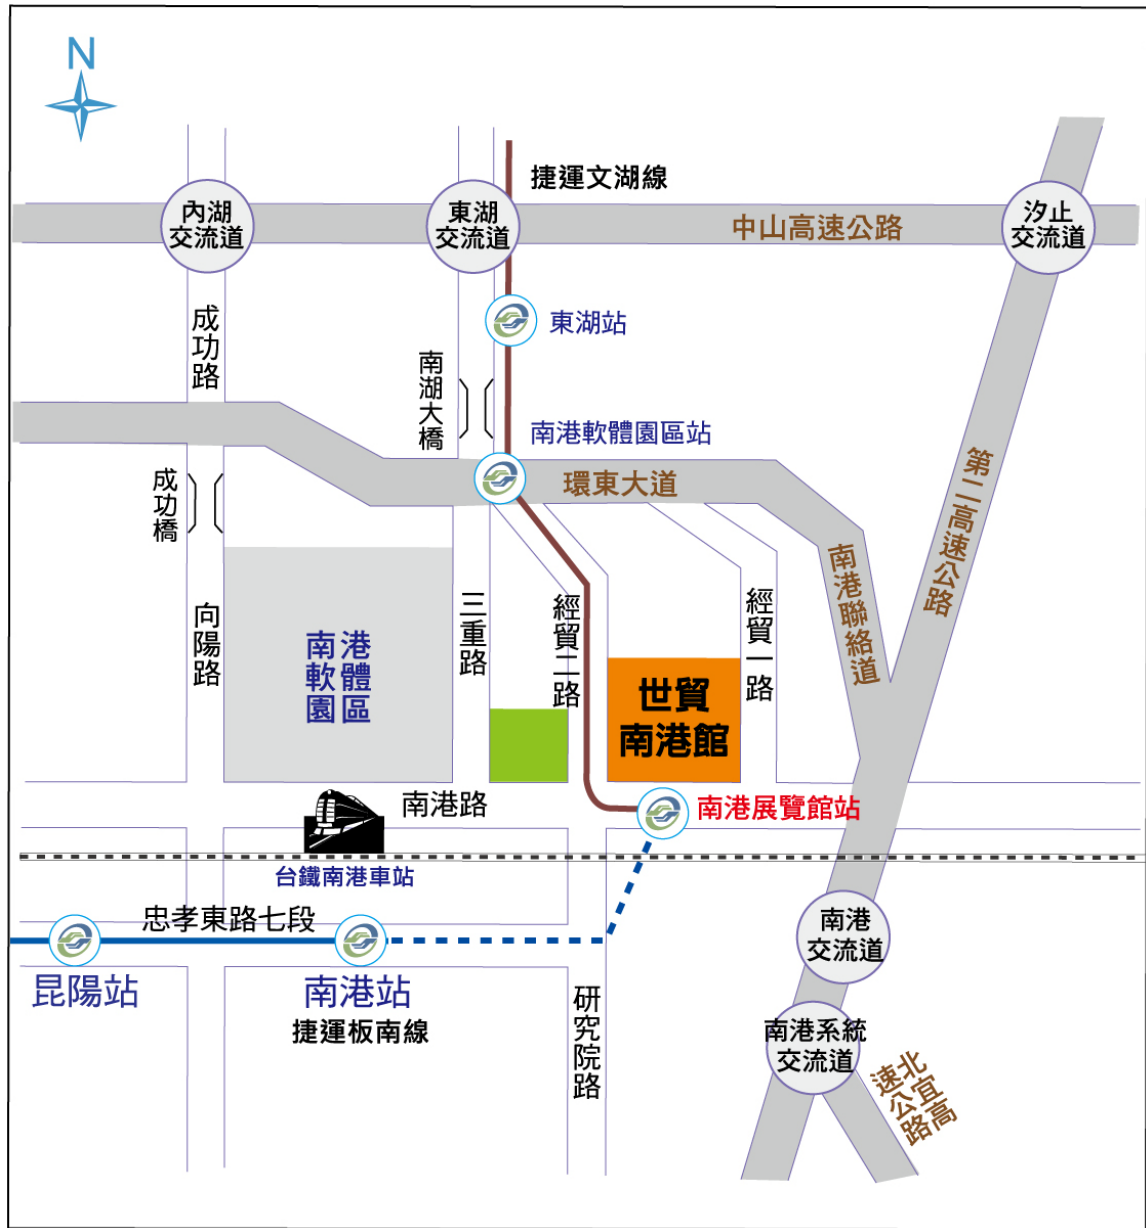 N
捷運文湖線
內湖
交流道
東湖
交流道
中山高速公路
汐止
交流道
成功路
東湖站
南湖大橋
南港軟體園區站
環東大道
成功橋
第二高速公路
南港聯絡道
向陽路
南港
軟體
園區
三重路
經貿二路
經貿一路
世貿
南港館
南港路
南港展覽館站
台鐵南港車站
忠孝東路七段
昆陽站
南港站
捷運板南線
研究院路
南港
交流道
南港系統
交流道
北宜高
速公路